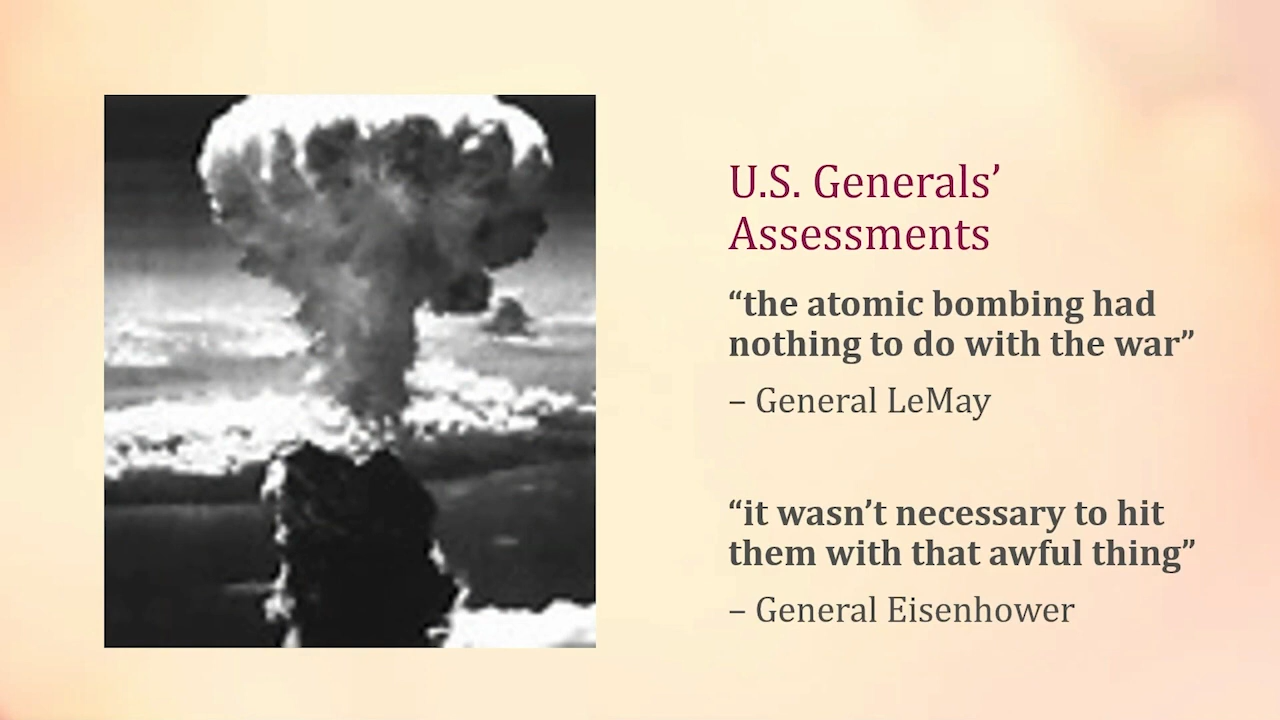 U.S. Generals’
Assessments
“the atomic bombing had
nothing to do with the war”
– General LeMay
“it wasn’t necessary to hit
them with that awful thing”
– General Eisenhower